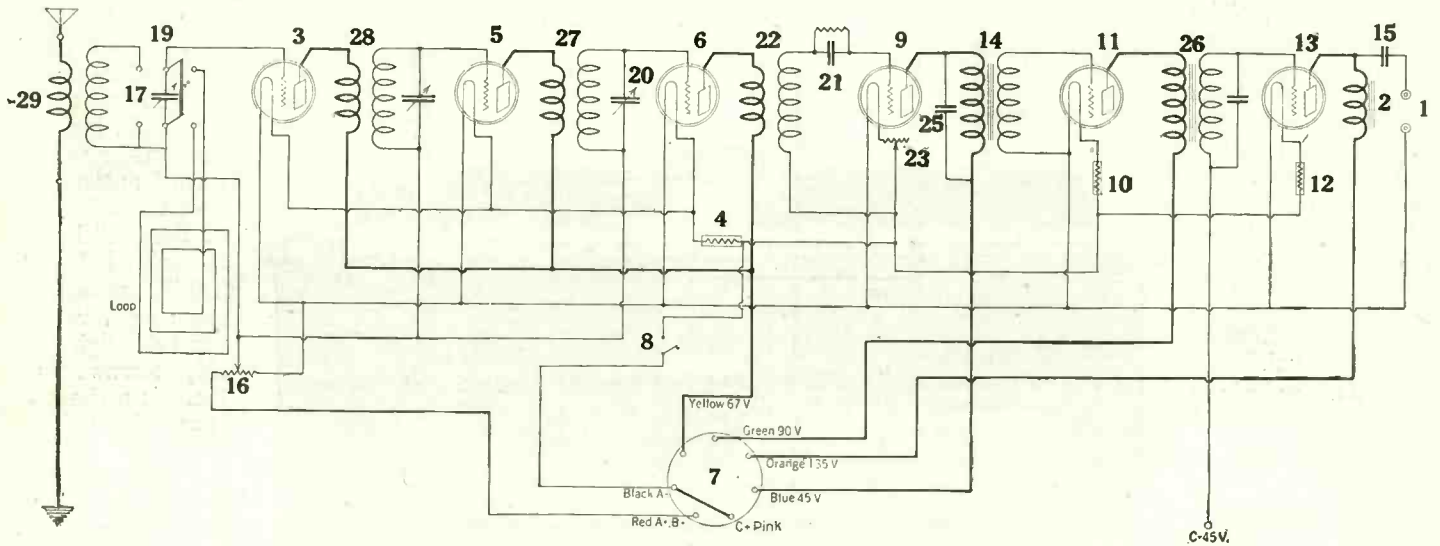 19 3 28 5 27 6 22 9 14 11 26 13 15
29 17 20 21 25 2 1
23 10 12
4
Loop
8
16
Yellow 67 V
Green 90 V
7
Orange 135 V
Black A-
Blue 45 V
Red A+.B-
C+Pink
C-45V.